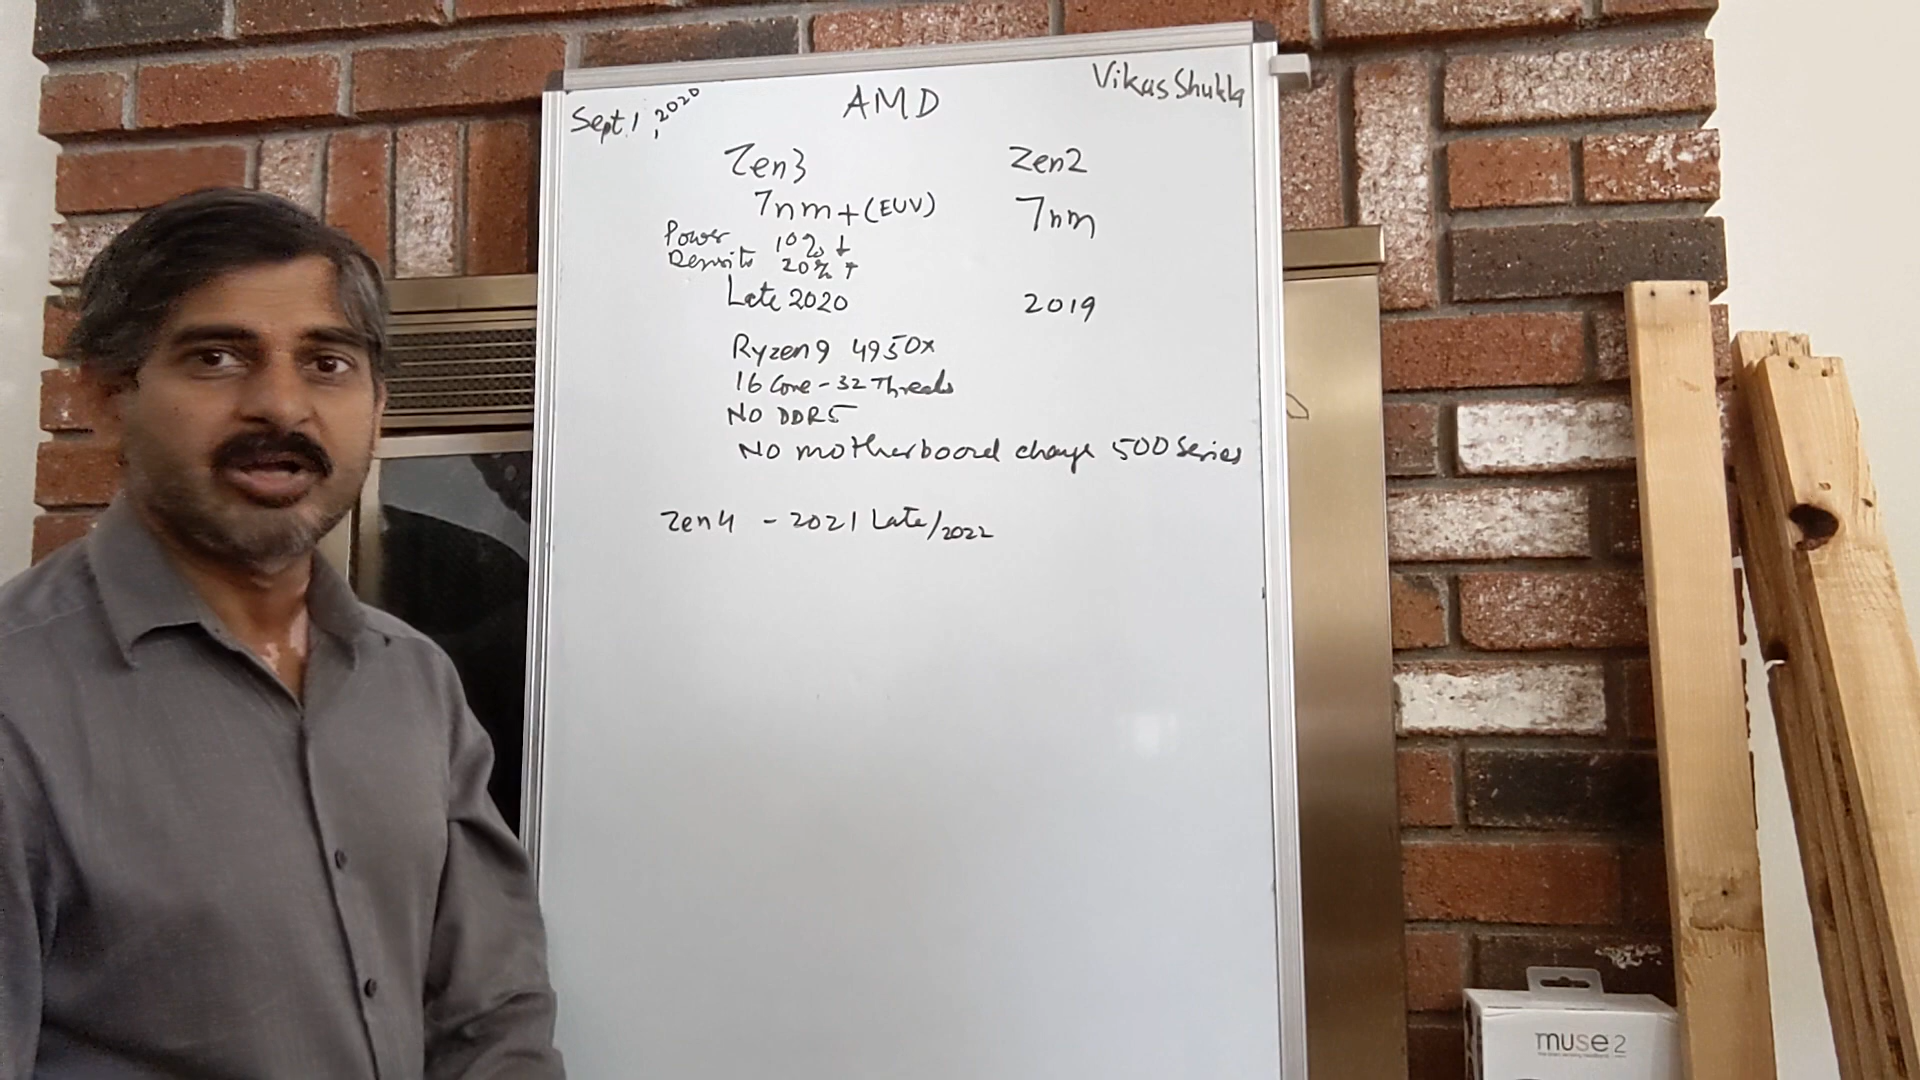 Sept 1, 2020
AMD
Vikas Shukla
Zen3
Zen2
7nm+(EUV)
7nm
Power 10% ↓
Density 20% ↑
Late 2020
2019
Ryzen9 4950x
16 Core - 32 Threads
No DDR5
No motherboard change 500 Series
Zen4 - 2021 Late/2022
muse 2